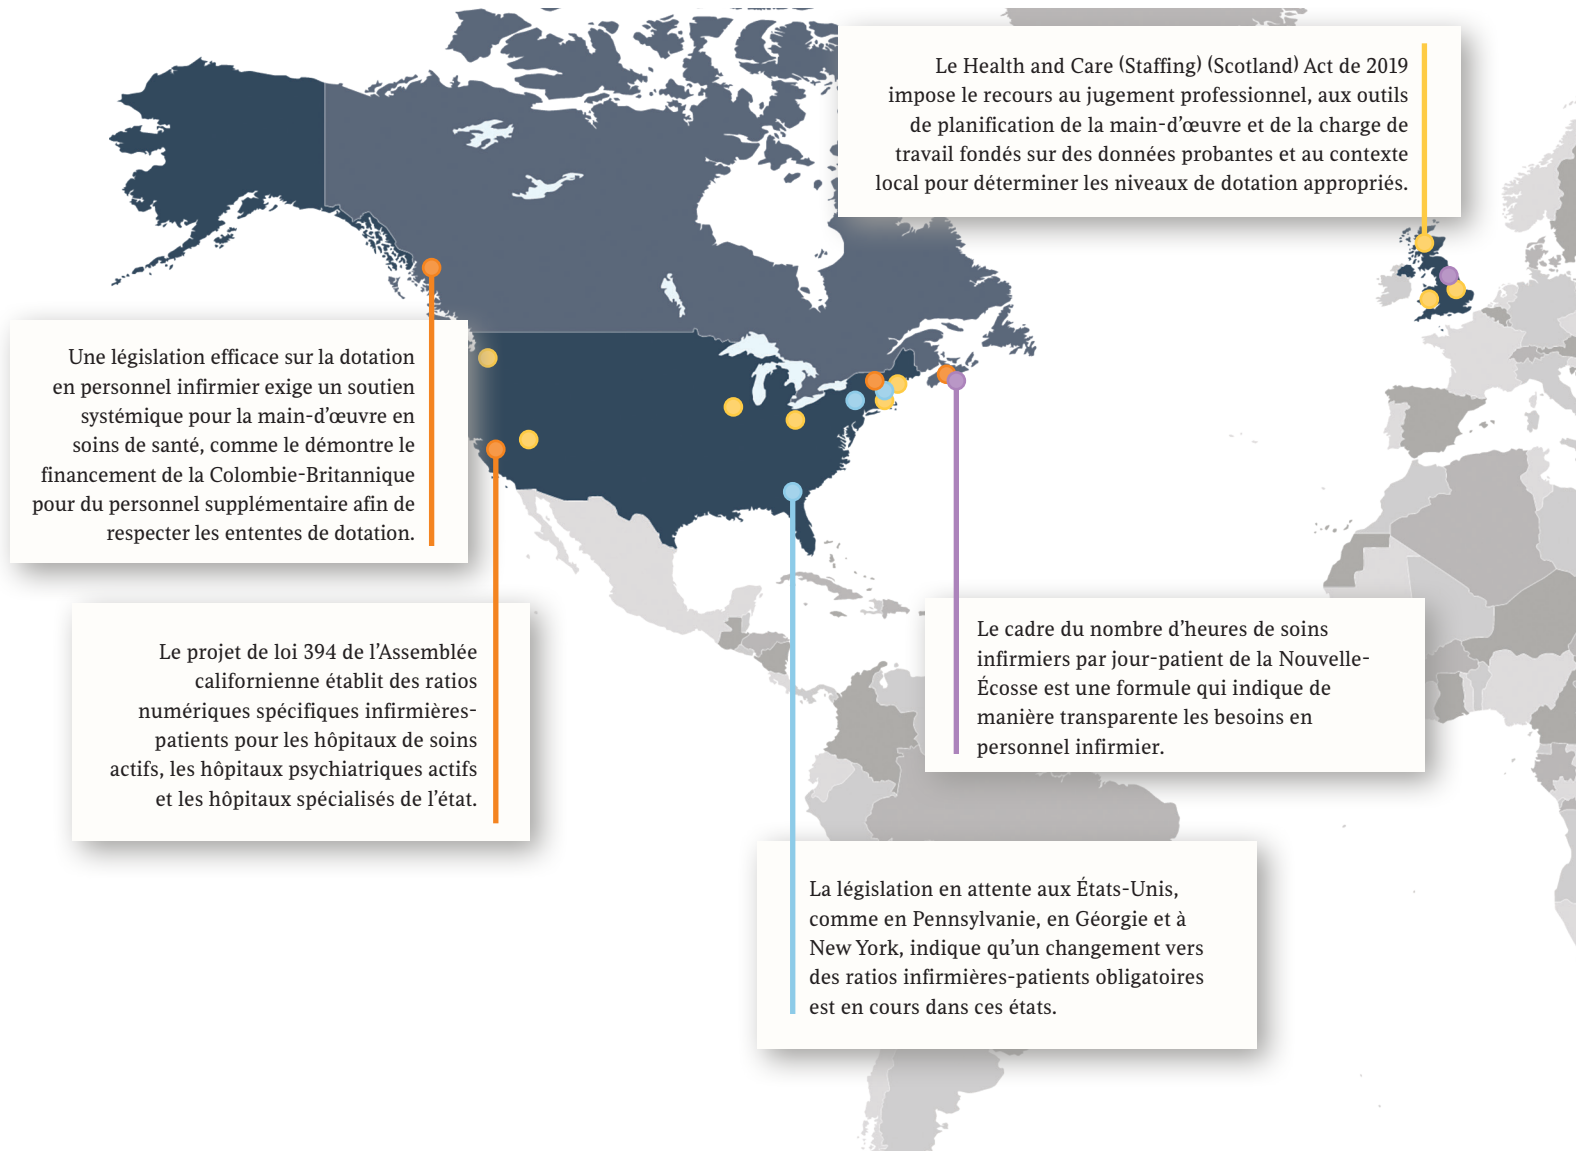 Le Health and Care (Staffing) (Scotland) Act de 2019
impose le recours au jugement professionnel, aux outils
de planification de la main-d’œuvre et de la charge de
travail fondés sur des données probantes et au contexte
local pour déterminer les niveaux de dotation appropriés.
Une législation efficace sur la dotation
en personnel infirmier exige un soutien
systémique pour la main-d’œuvre en
soins de santé, comme le démontre le
financement de la Colombie-Britannique
pour du personnel supplémentaire afin de
respecter les ententes de dotation.
Le projet de loi 394 de l’Assemblée
californienne établit des ratios
numériques spécifiques infirmières-
patients pour les hôpitaux de soins
actifs, les hôpitaux psychiatriques actifs
et les hôpitaux spécialisés de l’état.
Le cadre du nombre d’heures de soins
infirmiers par jour-patient de la Nouvelle-
Écosse est une formule qui indique de
manière transparente les besoins en
personnel infirmier.
La législation en attente aux États-Unis,
comme en Pennsylvanie, en Géorgie et à
New York, indique qu’un changement vers
des ratios infirmières-patients obligatoires
est en cours dans ces états.